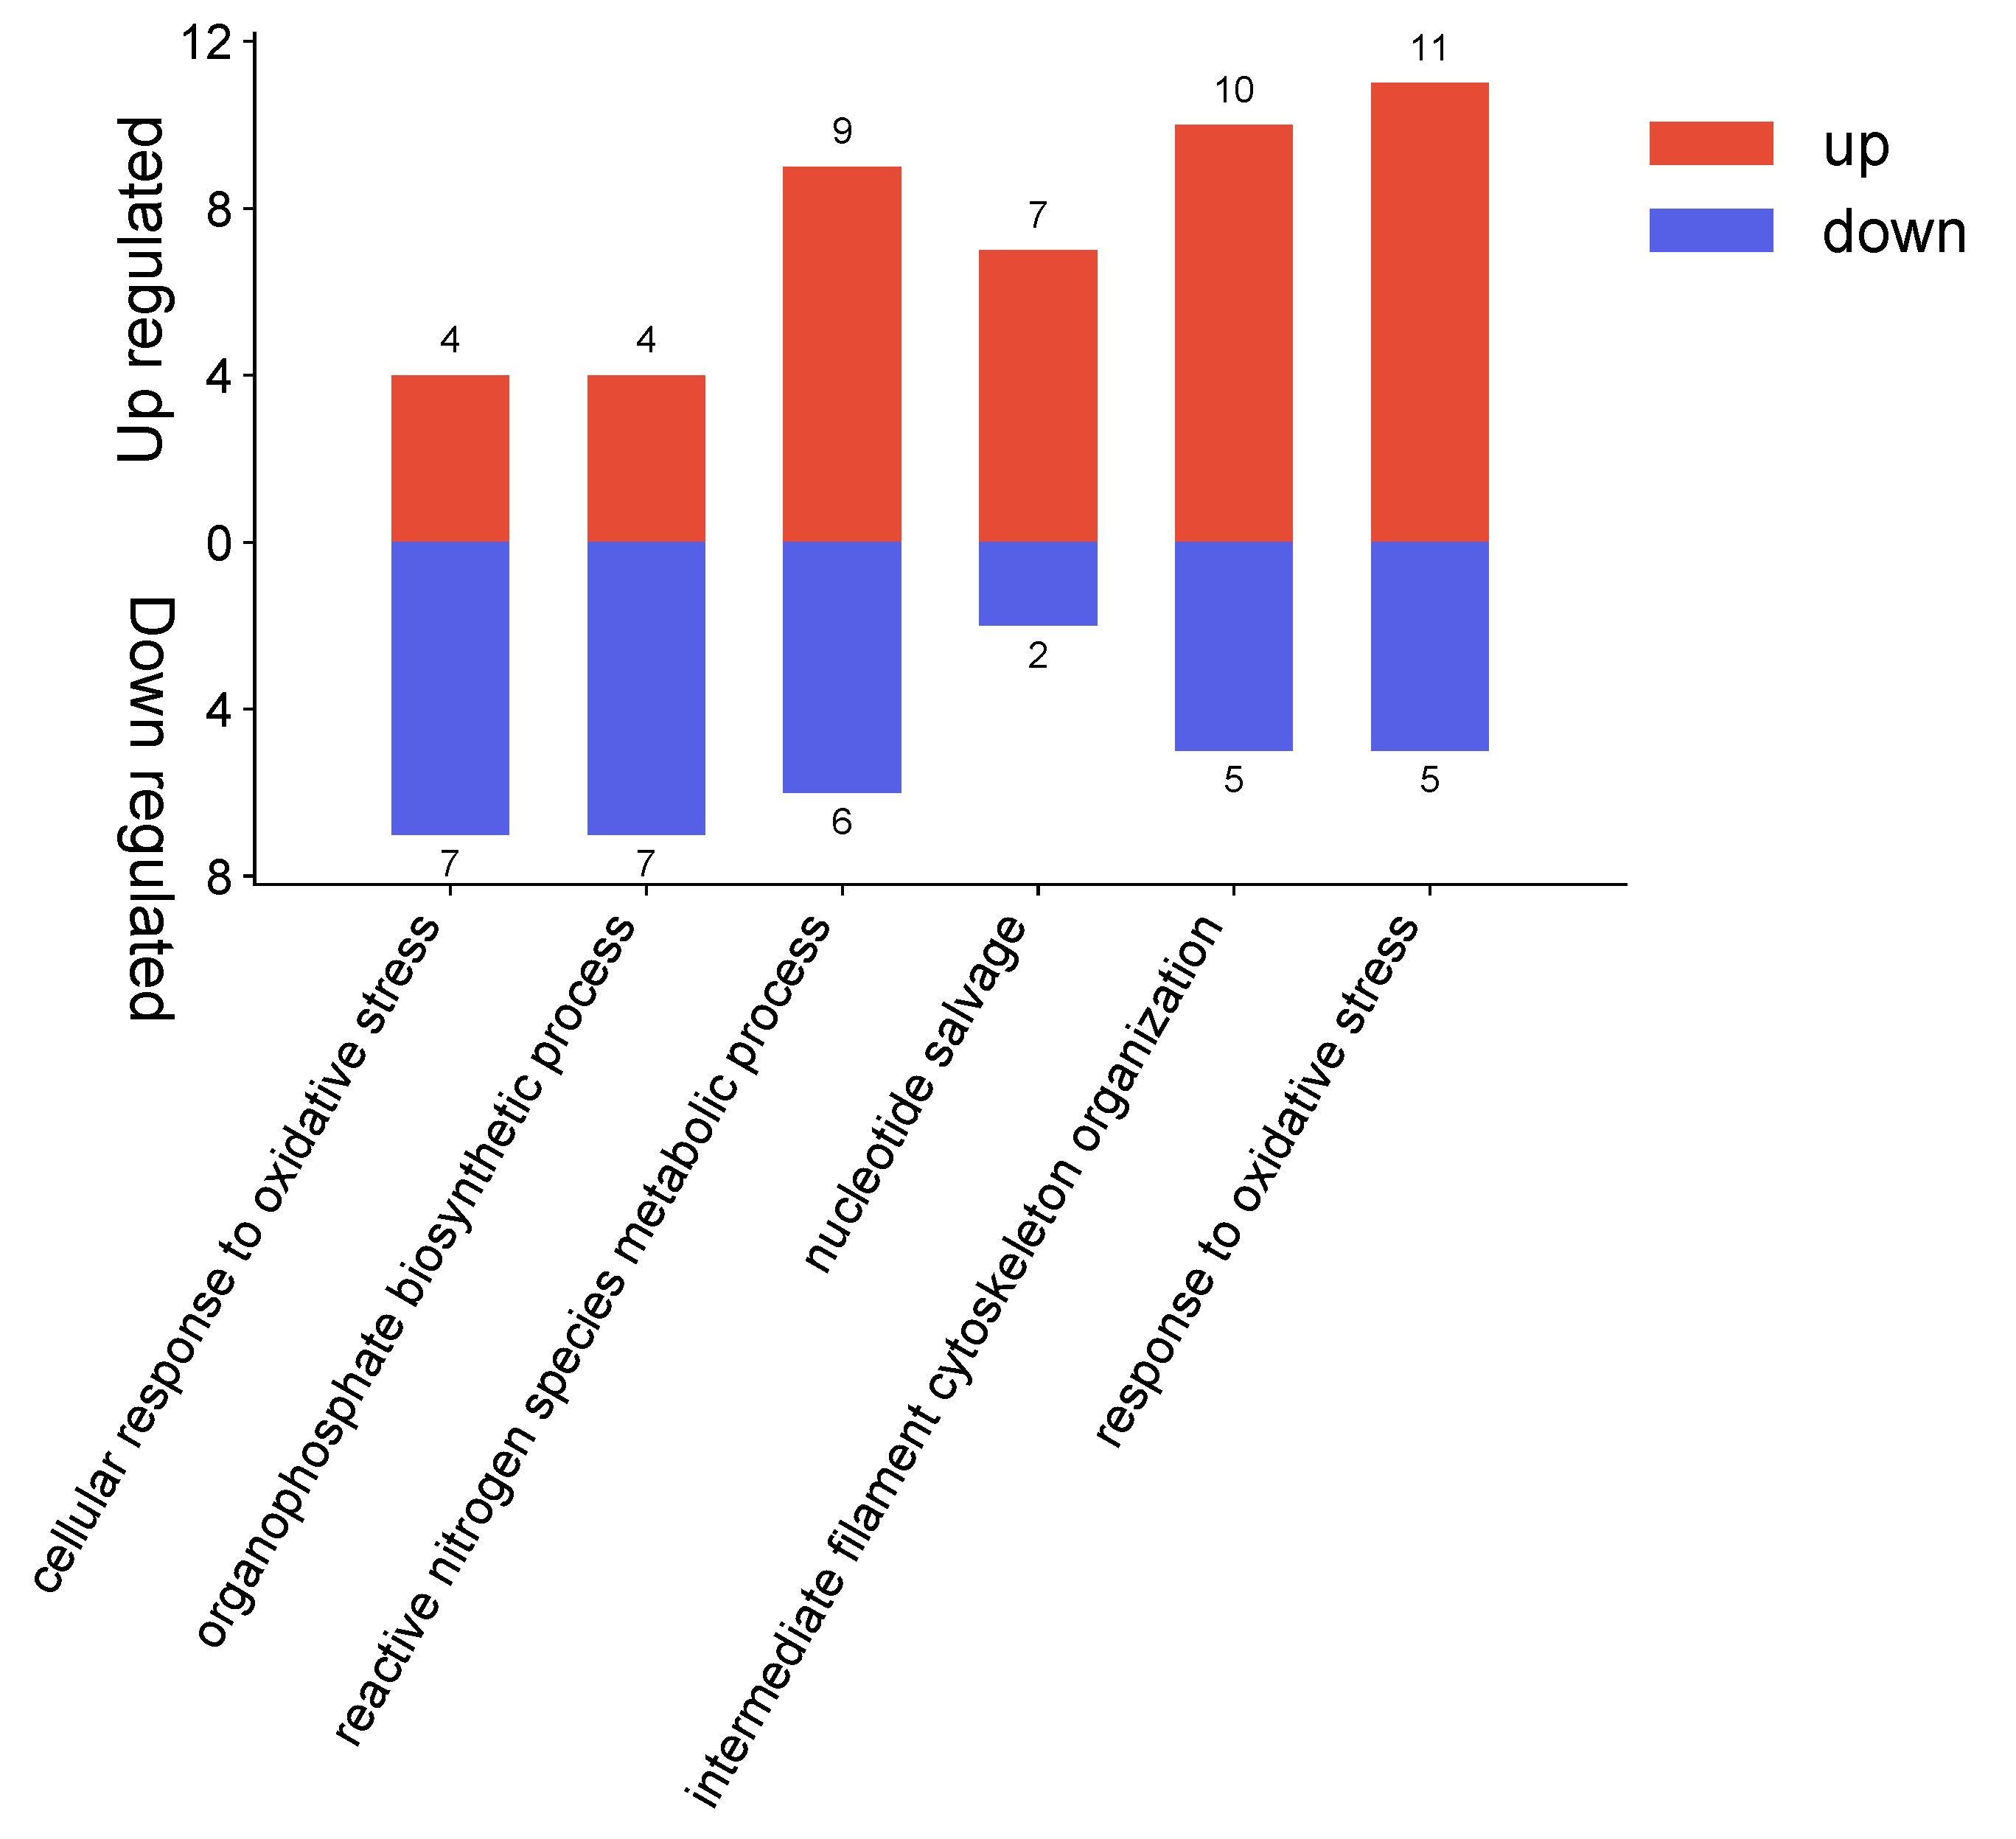 12
8
4
0
4
8
Up regulated
Down regulated
4
4
9
7
10
11
7
7
6
2
5
5
up
down
cellular response to oxidative stress
organophosphate biosynthetic process
reactive nitrogen species metabolic process
nucleotide salvage
intermediate filament cytoskeleton organization
response to oxidative stress